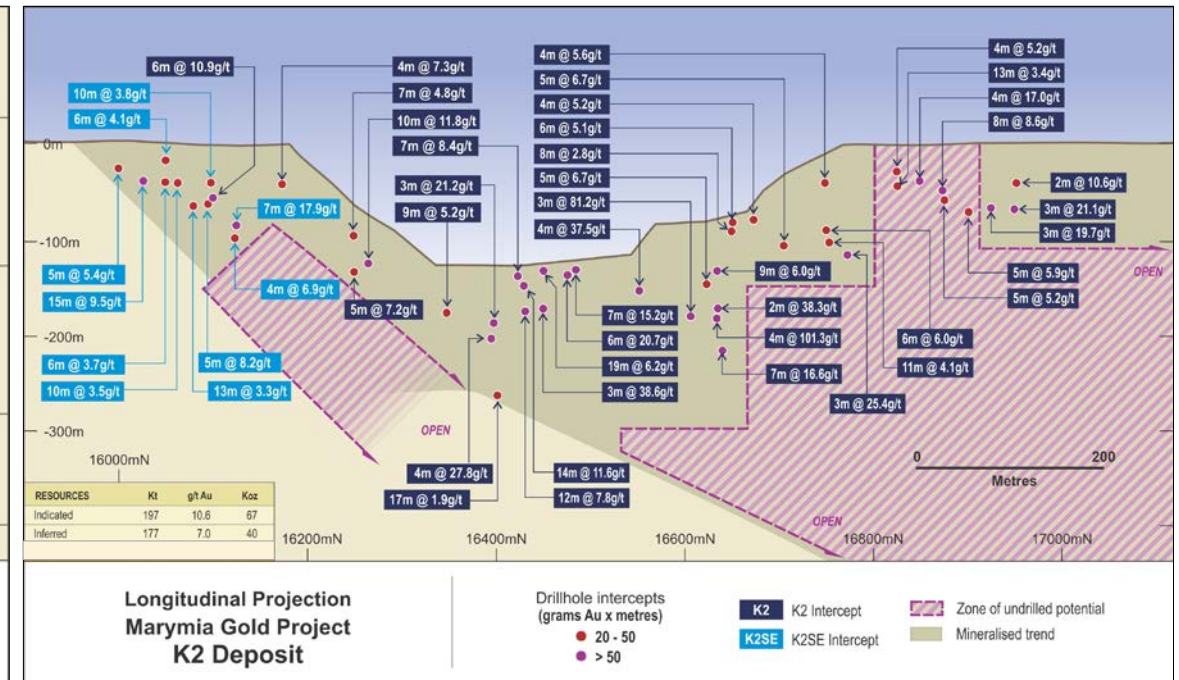 6m @ 10.9g/t
10m @ 3.8g/t
6m @ 4.1g/t
4m @ 7.3g/t
7m @ 4.8g/t
10m @ 11.8g/t
7m @ 8.4g/t
3m @ 21.2g/t
9m @ 5.2g/t
4m @ 5.6g/t
5m @ 6.7g/t
4m @ 5.2g/t
6m @ 5.1g/t
8m @ 2.8g/t
5m @ 6.7g/t
3m @ 81.2g/t
4m @ 37.5g/t
4m @ 5.2g/t
13m @ 3.4g/t
4m @ 17.0g/t
8m @ 8.6g/t
0m
-100m
-200m
-300m
7m @ 17.9g/t
4m @ 6.9g/t
5m @ 5.4g/t
15m @ 9.5g/t
6m @ 3.7g/t
10m @ 3.5g/t
5m @ 8.2g/t
13m @ 3.3g/t
5m @ 7.2g/t
9m @ 6.0g/t
2m @ 38.3g/t
4m @ 101.3g/t
7m @ 16.6g/t
7m @ 15.2g/t
6m @ 20.7g/t
19m @ 6.2g/t
3m @ 38.6g/t
2m @ 10.6g/t
3m @ 21.1g/t
3m @ 19.7g/t
5m @ 5.9g/t
5m @ 5.2g/t
6m @ 6.0g/t
11m @ 4.1g/t
3m @ 25.4g/t
4m @ 27.8g/t
17m @ 1.9g/t
14m @ 11.6g/t
12m @ 7.8g/t
OPEN
OPEN
OPEN
0 200
Metres
16000mN
16200mN
16400mN
16600mN
16800mN
17000mN
RESOURCES Kt g/t Au Koz
Indicated 197 10.6 67
Inferred 177 7.0 40
Longitudinal Projection
Marymia Gold Project
K2 Deposit
Drillhole intercepts
(grams Au x metres)
20 - 50
> 50
K2 K2 Intercept
K2SE K2SE Intercept
Zone of undrilled potential
Mineralised trend